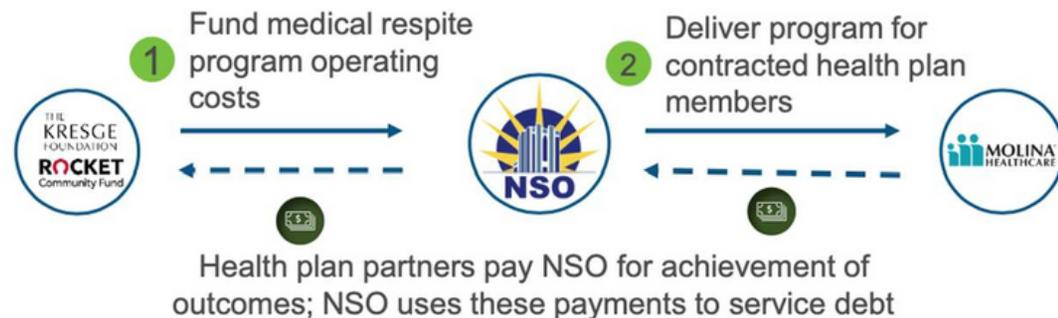 1
Fund medical respite
program operating
costs
2
Deliver program for
contracted health plan
members
THE
KRESGE
FOUNDATION
ROCKET
Community Fund
NSO
MOLINA
HEALTHCARE
$
$
Health plan partners pay NSO for achievement of
outcomes; NSO uses these payments to service debt